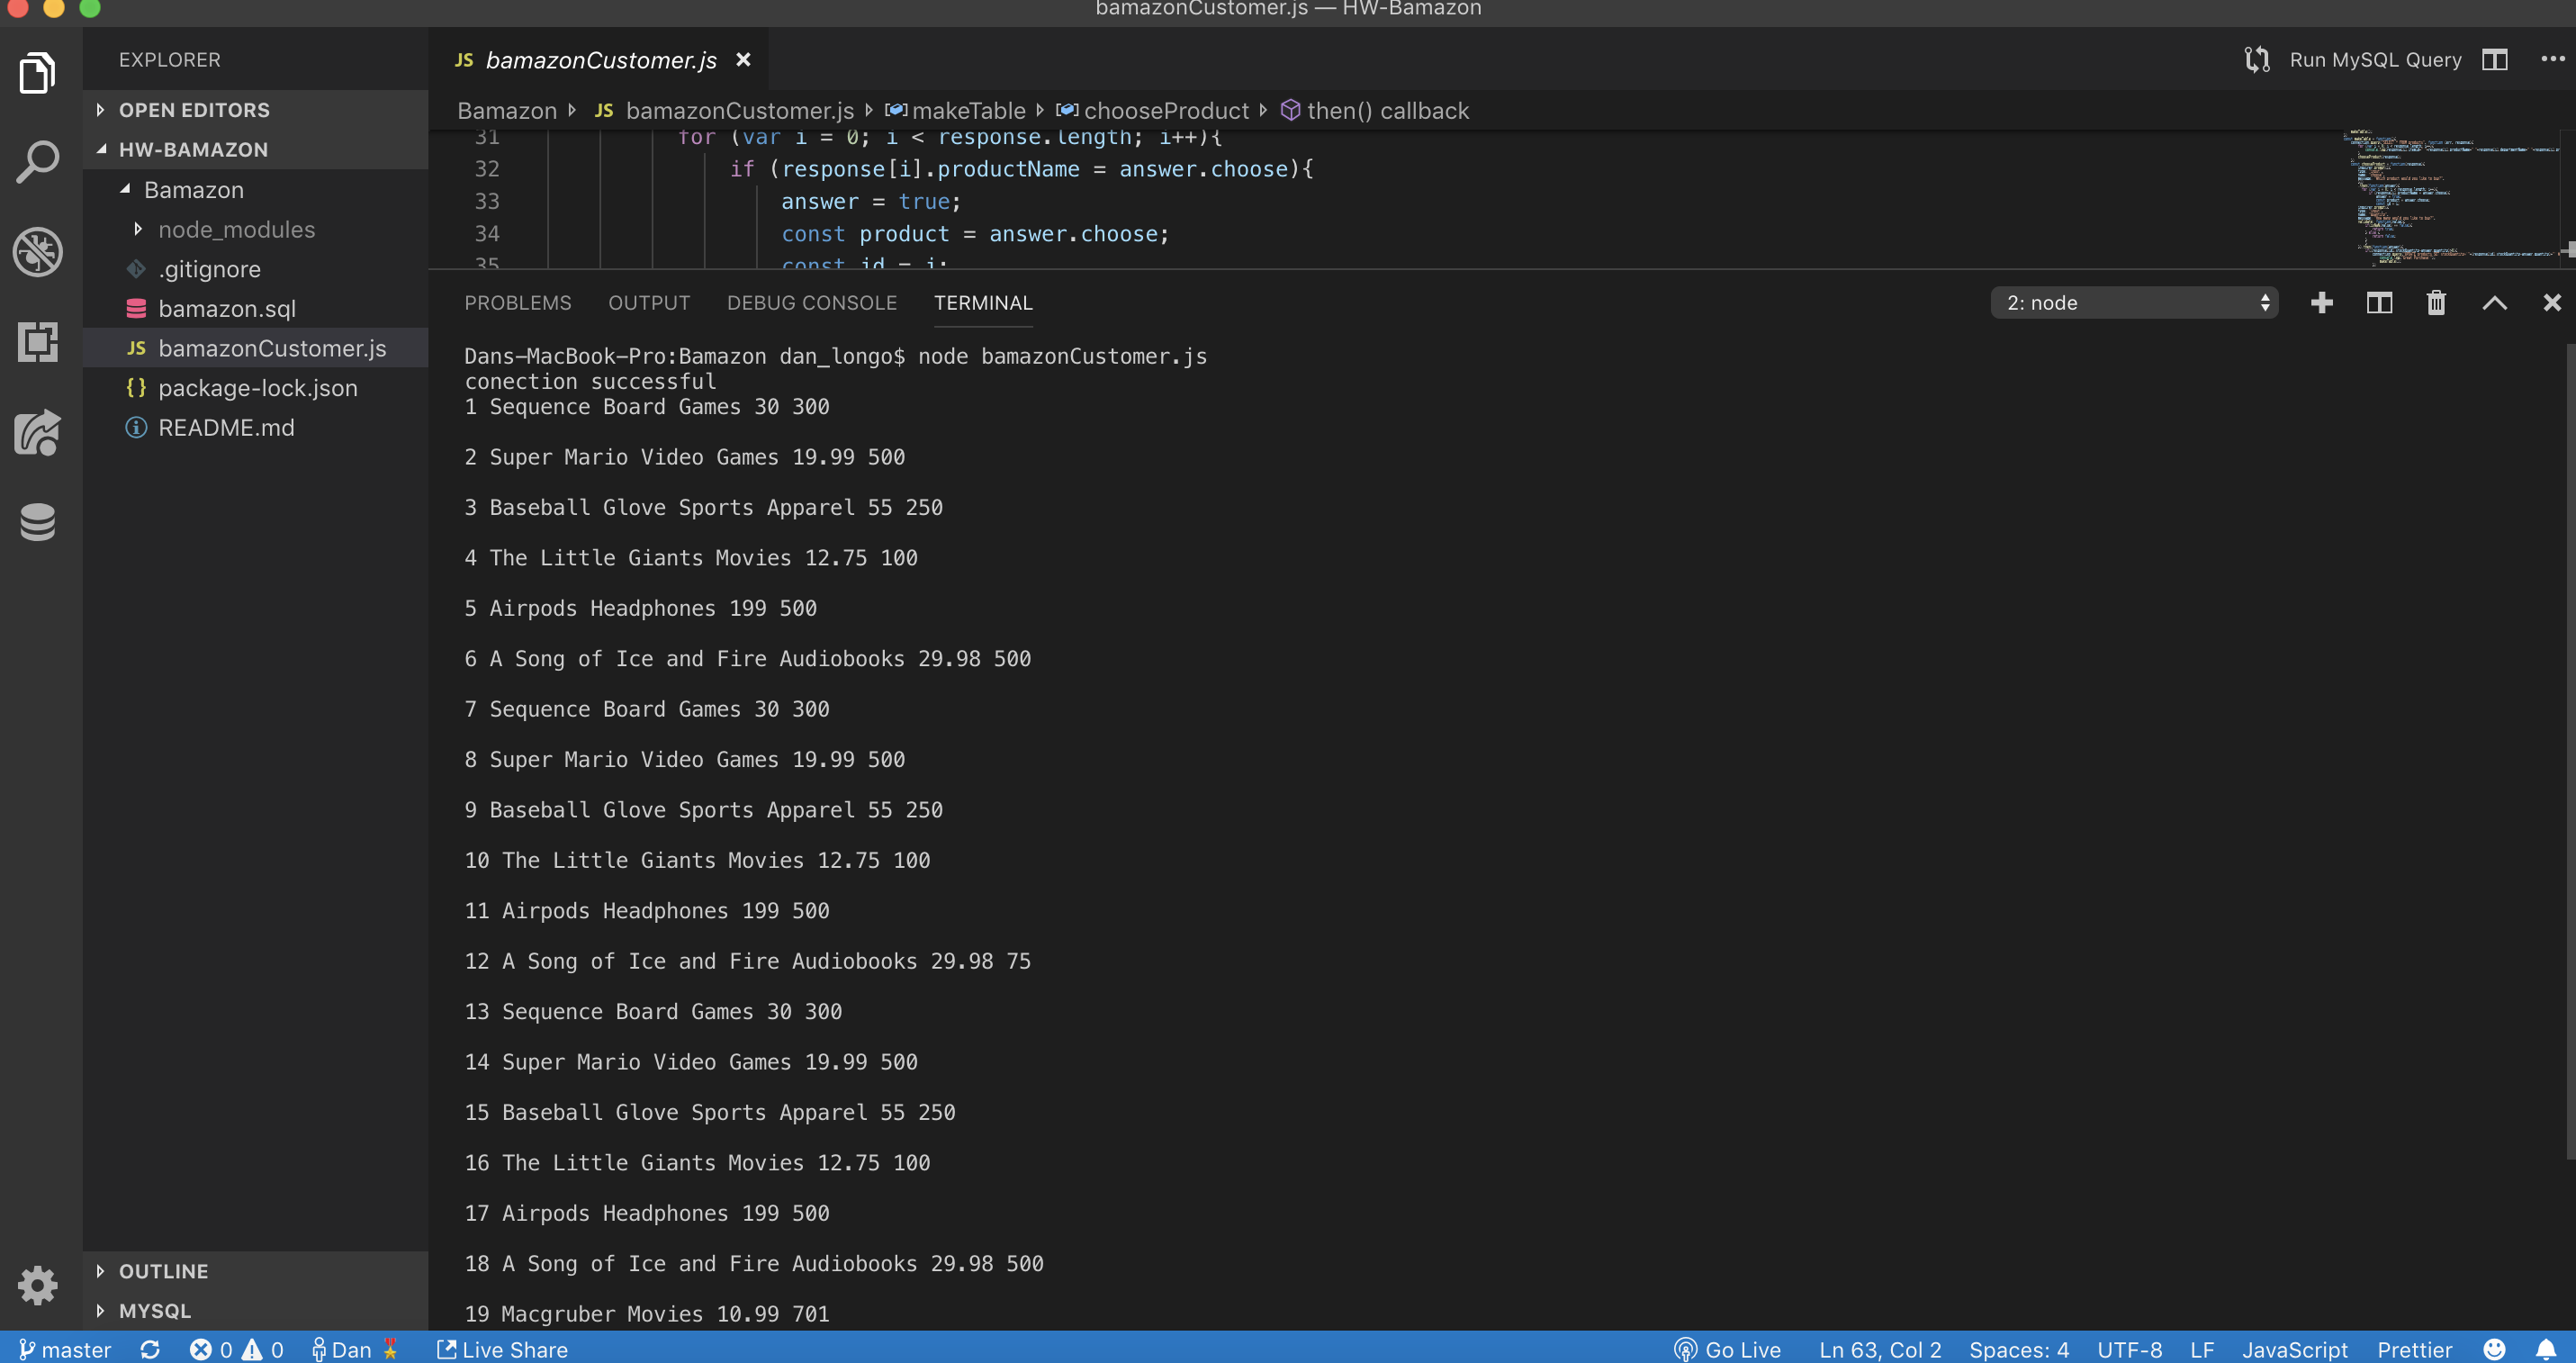 bamazonCustomer.js — HW-Bamazon
EXPLORER
OPEN EDITORS
HW-BAMAZON
Bamazon
node_modules
.gitignore
bamazon.sql
JS bamazonCustomer.js
{} package-lock.json
README.md
OUTLINE
MYSQL
JS bamazonCustomer.js
Run MySQL Query
Bamazon JS bamazonCustomer.js makeTable chooseProduct then() callback
31 for (var i = 0; i < response.length; i++){
32 if (response[i].productName = answer.choose){
33 answer = true;
34 const product = answer.choose;
35 const id = i;
PROBLEMS OUTPUT DEBUG CONSOLE TERMINAL 2: node
Dans-MacBook-Pro:Bamazon dan_longo$ node bamazonCustomer.js
conection successful
1 Sequence Board Games 30 300
2 Super Mario Video Games 19.99 500
3 Baseball Glove Sports Apparel 55 250
4 The Little Giants Movies 12.75 100
5 Airpods Headphones 199 500
6 A Song of Ice and Fire Audiobooks 29.98 500
7 Sequence Board Games 30 300
8 Super Mario Video Games 19.99 500
9 Baseball Glove Sports Apparel 55 250
10 The Little Giants Movies 12.75 100
11 Airpods Headphones 199 500
12 A Song of Ice and Fire Audiobooks 29.98 75
13 Sequence Board Games 30 300
14 Super Mario Video Games 19.99 500
15 Baseball Glove Sports Apparel 55 250
16 The Little Giants Movies 12.75 100
17 Airpods Headphones 199 500
18 A Song of Ice and Fire Audiobooks 29.98 500
19 Macgruber Movies 10.99 701
master 0 0 Dan Live Share Go Live Ln 63, Col 2 Spaces: 4 UTF-8 LF JavaScript Prettier